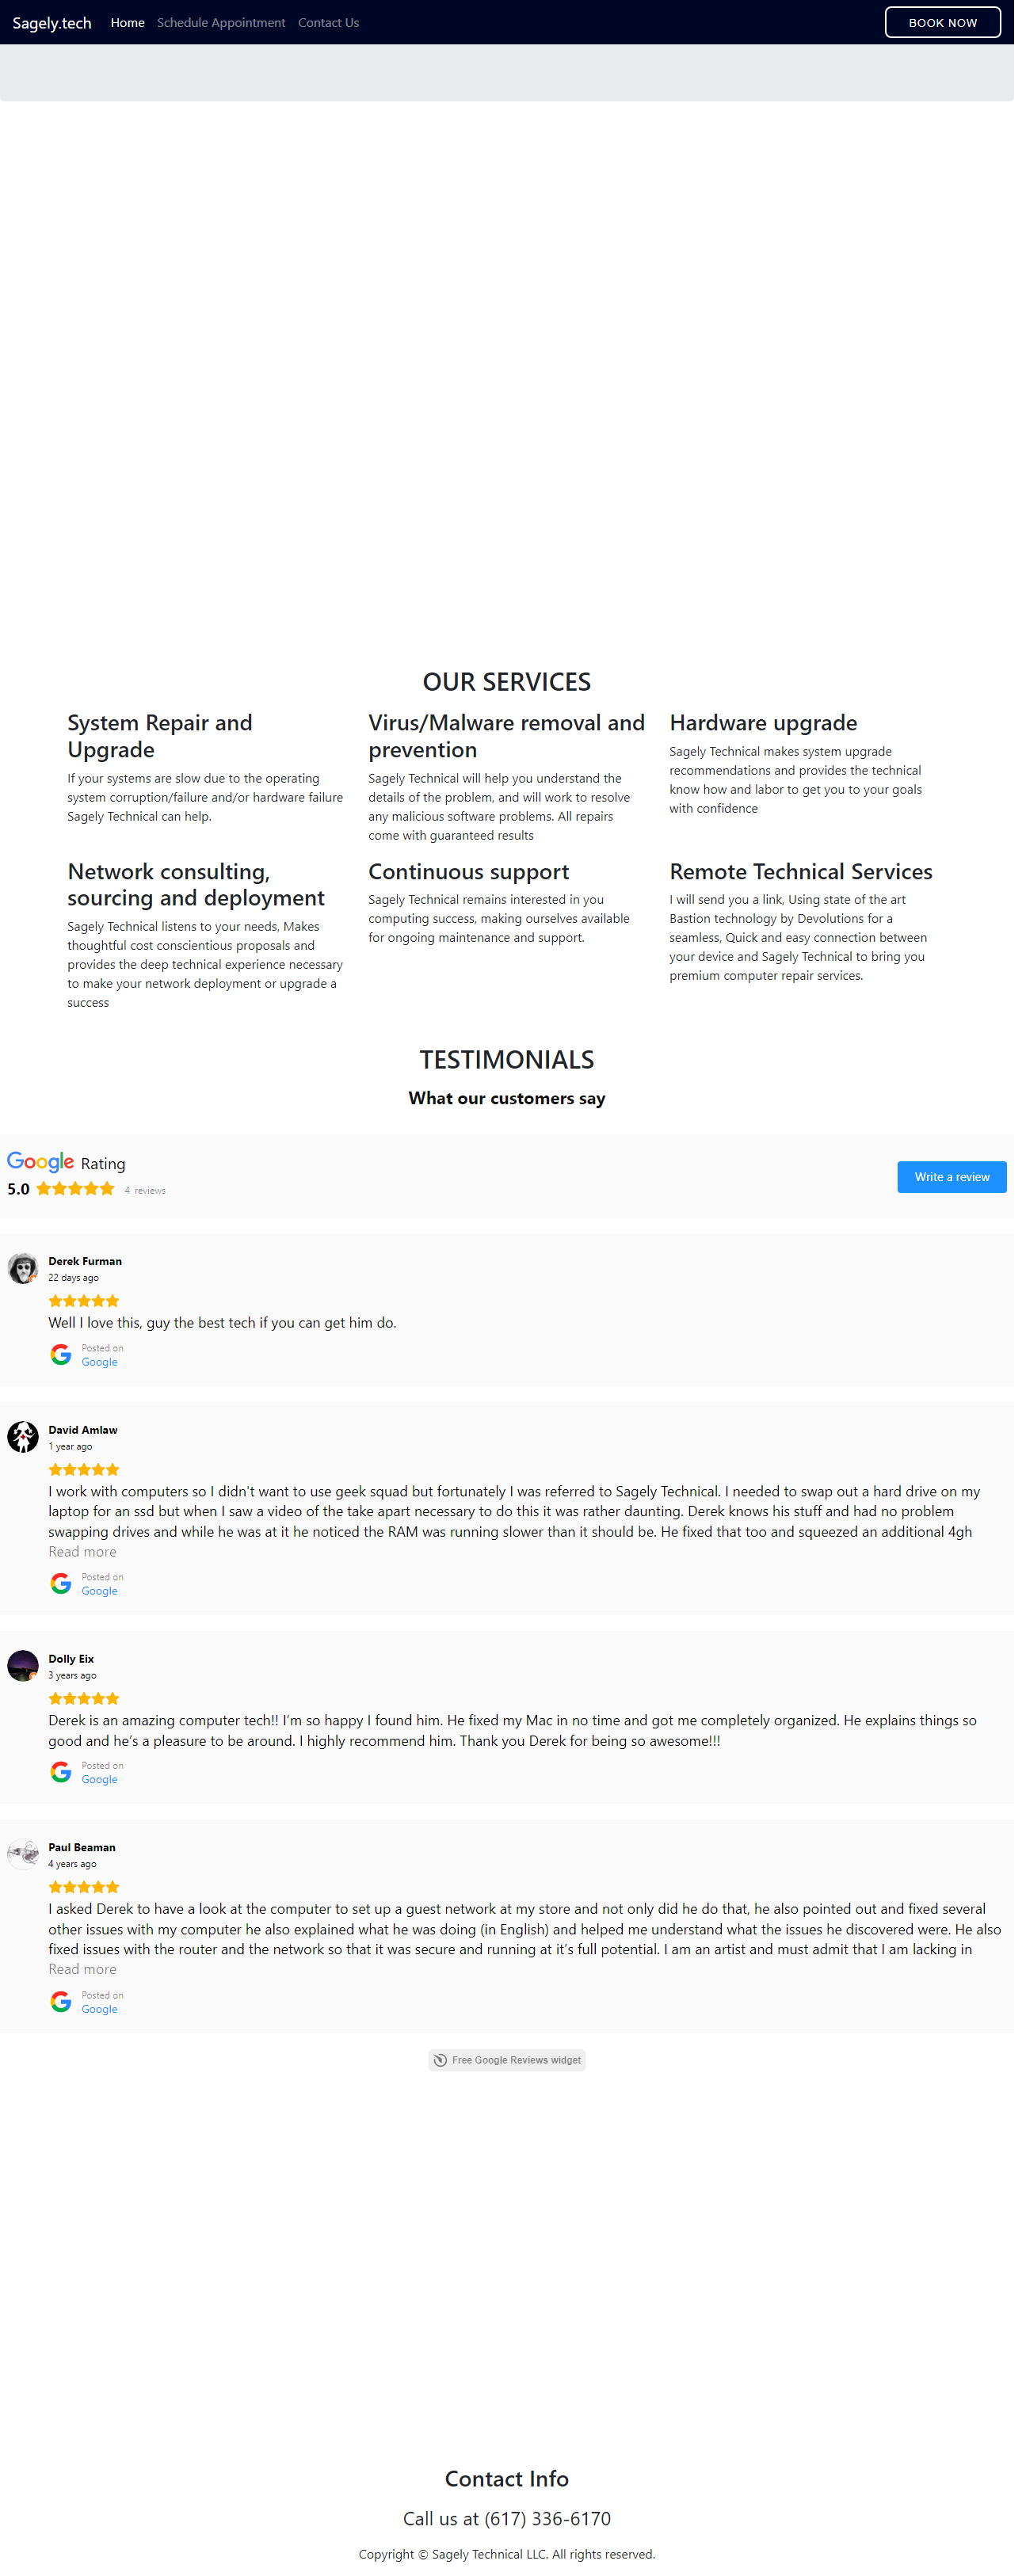 Sagely.tech Home Schedule Appointment Contact Us BOOK NOW
OUR SERVICES
System Repair and
Upgrade
If your systems are slow due to the operating
system corruption/failure and/or hardware failure
Sagely Technical can help.
Virus/Malware removal and
prevention
Sagely Technical will help you understand the
details of the problem, and will work to resolve
any malicious software problems. All repairs
come with guaranteed results
Hardware upgrade
Sagely Technical makes system upgrade
recommendations and provides the technical
know how and labor to get you to your goals
with confidence
Network consulting,
sourcing and deployment
Sagely Technical listens to your needs, Makes
thoughtful cost conscientious proposals and
provides the deep technical experience necessary
to make your network deployment or upgrade a
success
Continuous support
Sagely Technical remains interested in you
computing success, making ourselves available
for ongoing maintenance and support.
Remote Technical Services
I will send you a link, Using state of the art
Bastion technology by Devolutions for a
seamless, Quick and easy connection between
your device and Sagely Technical to bring you
premium computer repair services.
TESTIMONIALS
What our customers say
Google Rating
5.0 4 reviews
Write a review
Derek Furman
22 days ago
Well I love this, guy the best tech if you can get him do.
Posted on
Google
David Amlaw
1 year ago
I work with computers so I didn't want to use geek squad but fortunately I was referred to Sagely Technical. I needed to swap out a hard drive on my
laptop for an ssd but when I saw a video of the take apart necessary to do this it was rather daunting. Derek knows his stuff and had no problem
swapping drives and while he was at it he noticed the RAM was running slower than it should be. He fixed that too and squeezed an additional 4gh
Read more
Posted on
Google
Dolly Eix
3 years ago
Derek is an amazing computer tech!! I’m so happy I found him. He fixed my Mac in no time and got me completely organized. He explains things so
good and he’s a pleasure to be around. I highly recommend him. Thank you Derek for being so awesome!!!
Posted on
Google
Paul Beaman
4 years ago
I asked Derek to have a look at the computer to set up a guest network at my store and not only did he do that, he also pointed out and fixed several
other issues with my computer he also explained what he was doing (in English) and helped me understand what the issues he discovered were. He also
fixed issues with the router and the network so that it was secure and running at it’s full potential. I am an artist and must admit that I am lacking in
Read more
Posted on
Google
Free Google Reviews widget
Contact Info
Call us at (617) 336-6170
Copyright © Sagely Technical LLC. All rights reserved.